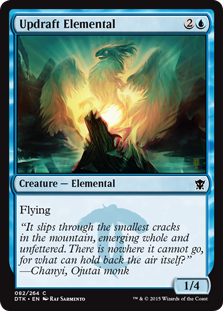 Updraft Elemental 2
Creature — Elemental
Flying
“It slips through the smallest cracks
in the mountain, emerging whole and
unfettered. There is nowhere it cannot go,
for what can hold back the air itself?”
—Chanyi, Ojutai monk
1/4
082/264 C
DTK • EN Raf Sarmento
™ & © 2015 Wizards of the Coast